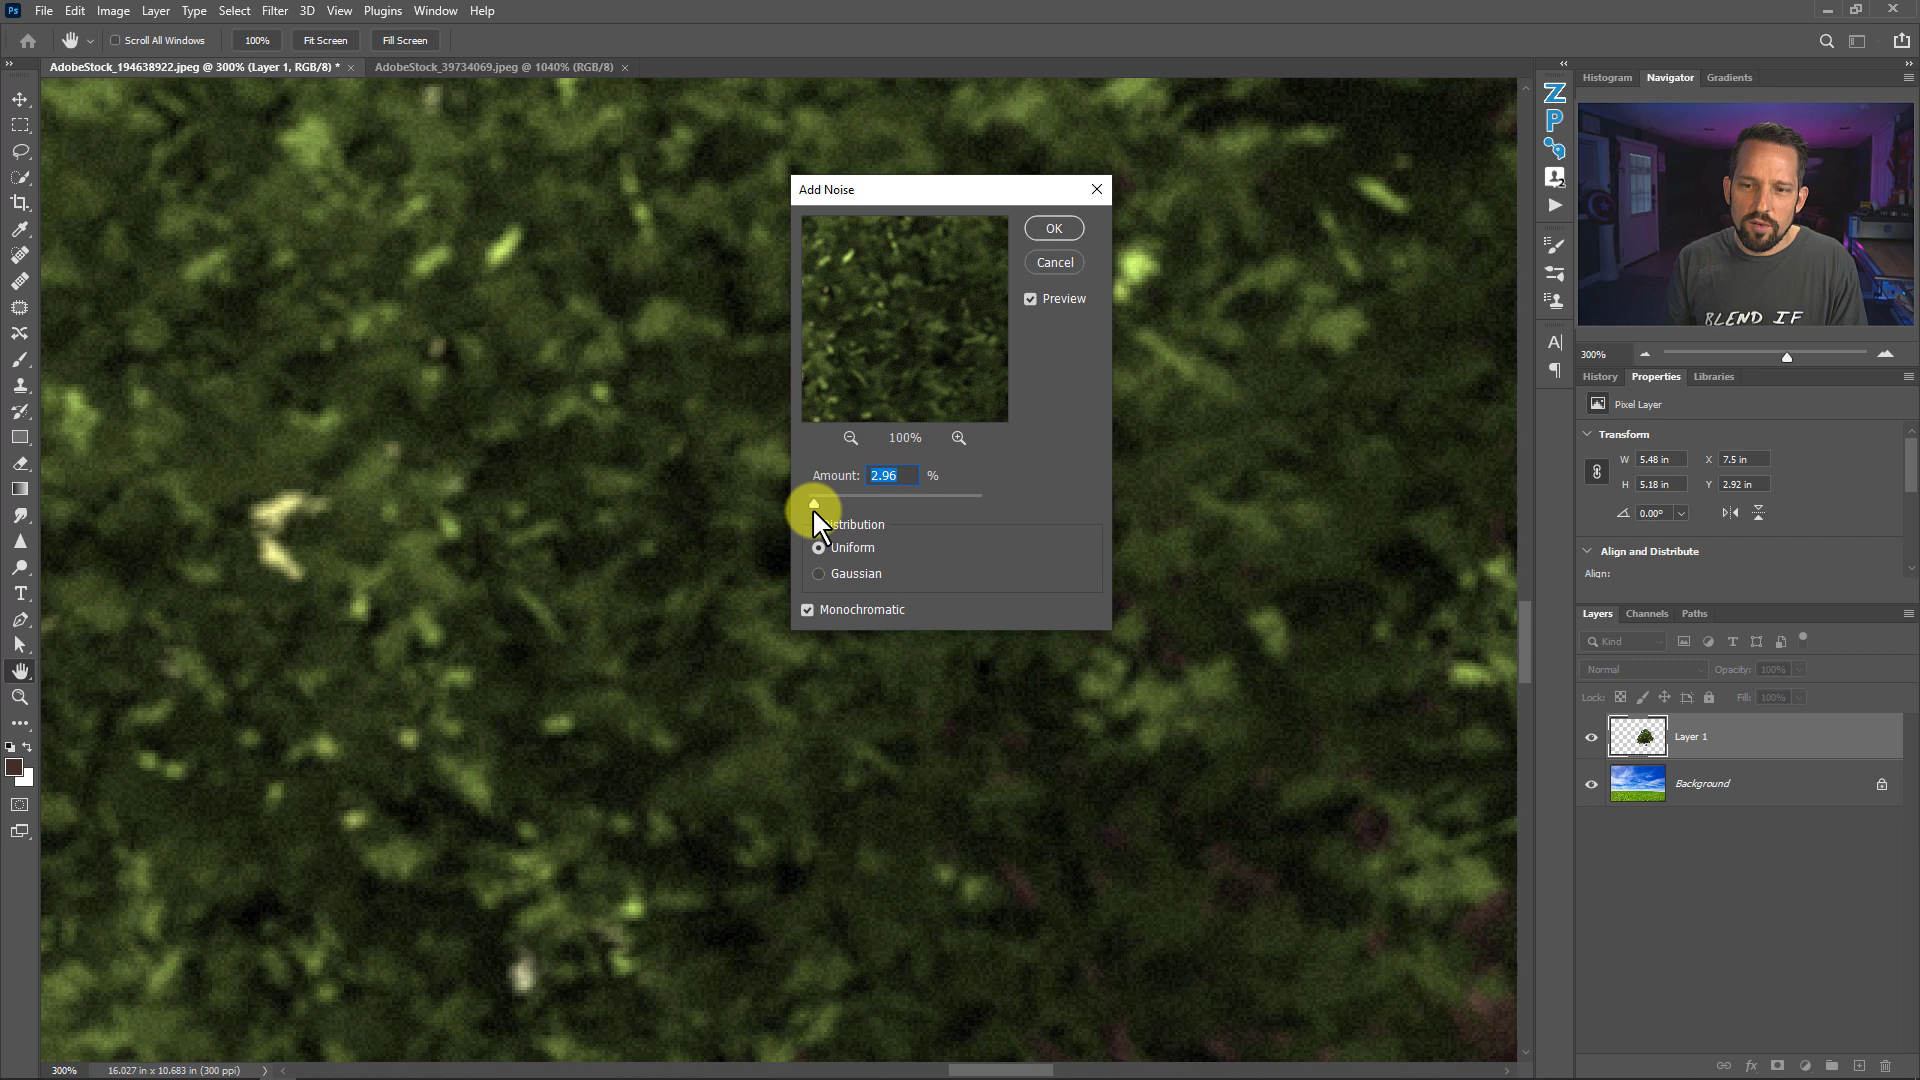 Ps File Edit Image Layer Type Select Filter 3D View Plugins Window Help
Scroll All Windows 100% Fit Screen Fill Screen
AdobeStock_194638922.jpeg @ 300% (Layer 1, RGB/8) * × AdobeStock_39734069.jpeg @ 1040% (RGB/8) ×
Histogram Navigator Gradients
Add Noise
OK
Cancel
Preview
100%
Amount: 2.96 %
Distribution
Uniform
Gaussian
Monochromatic
BLEND IF
300%
History Properties Libraries
Pixel Layer
Transform
W 5.48 in X 7.5 in
H 5.18 in Y 2.92 in
0.00°
Align and Distribute
Align:
Layers Channels Paths
Kind
Normal Opacity: 100%
Lock: Fill: 100%
Layer 1
Background
300% 16.027 in x 10.683 in (300 ppi)